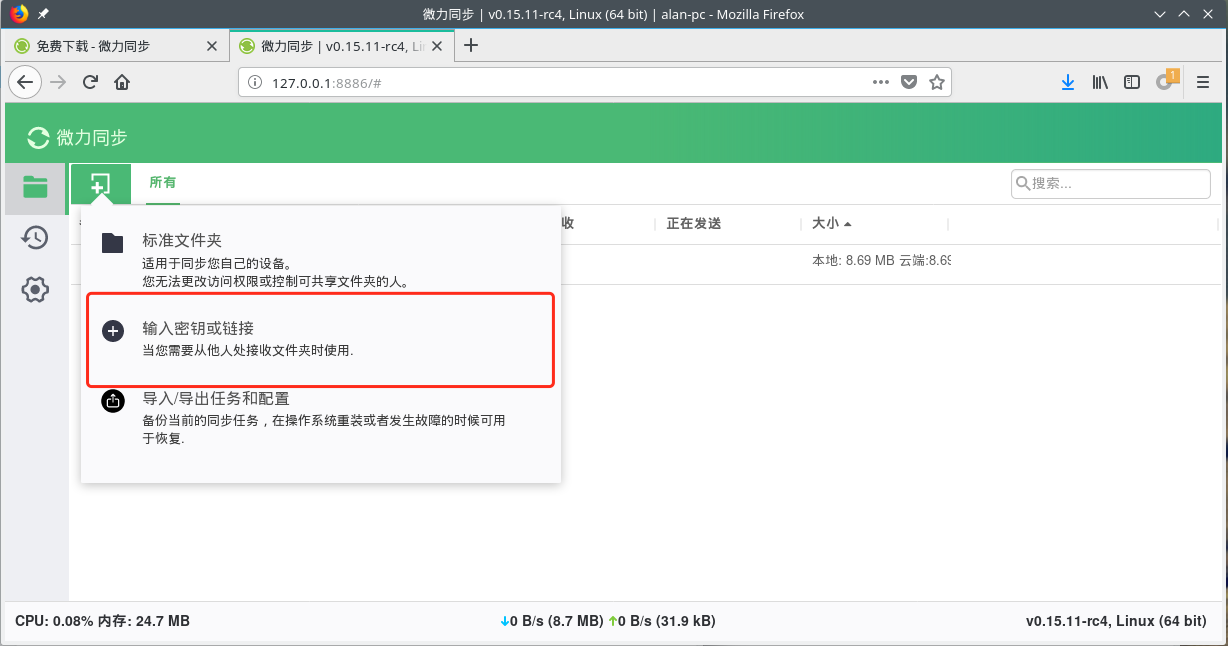 微力同步 | v0.15.11-rc4, Linux (64 bit) | alan-pc - Mozilla Firefox
免费下载 - 微力同步
微力同步 | v0.15.11-rc4, Li
127.0.0.1:8886/#
1
微力同步
所有
搜索...
收
正在发送
大小
本地: 8.69 MB 云端:8.69
标准文件夹
适用于同步您自己的设备。
您无法更改访问权限或控制可共享文件夹的人。
输入密钥或链接
当您需要从他人处接收文件夹时使用.
导入/导出任务和配置
备份当前的同步任务，在操作系统重装或者发生故障的时候可用
于恢复.
CPU: 0.08% 内存: 24.7 MB
0 B/s (8.7 MB) 0 B/s (31.9 kB)
v0.15.11-rc4, Linux (64 bit)